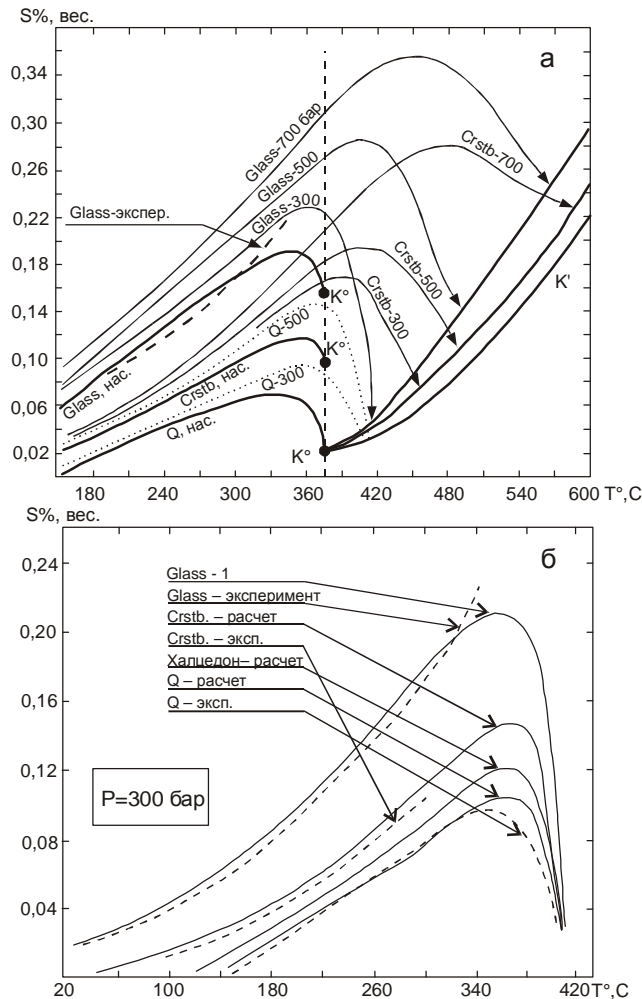 S%, вес.
а
0,34
0,30
0,26
0,22
0,18
0,14
0,10
0,06
0,02
Glass-700 бар
Glass-500
Glass-300
Glass-экспер.
Crstb-700
Crstb-500
Crstb-300
Q-500
Q-300
Glass, нас.
Crstb, нас.
Q, нас.
K°
K°
K°
K'
180 240 300 360 420 480 540 600 T°,C
S%, вес.
б
0,24
0,20
0,16
0,12
0,08
0,04
Glass - 1
Glass – эксперимент
Crstb. – расчет
Crstb. – эксп.
Халцедон– расчет
Q – расчет
Q – эксп.
P=300 бар
20 100 180 260 340 420 T°,C